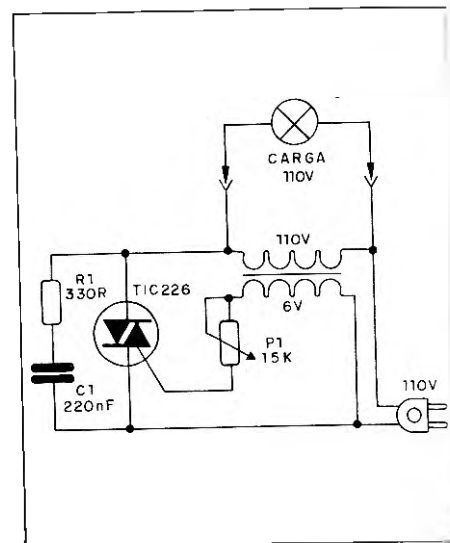 CARGA
110V
110V
R1
330R
TIC226
6V
P1
15K
110V
C1
220nF